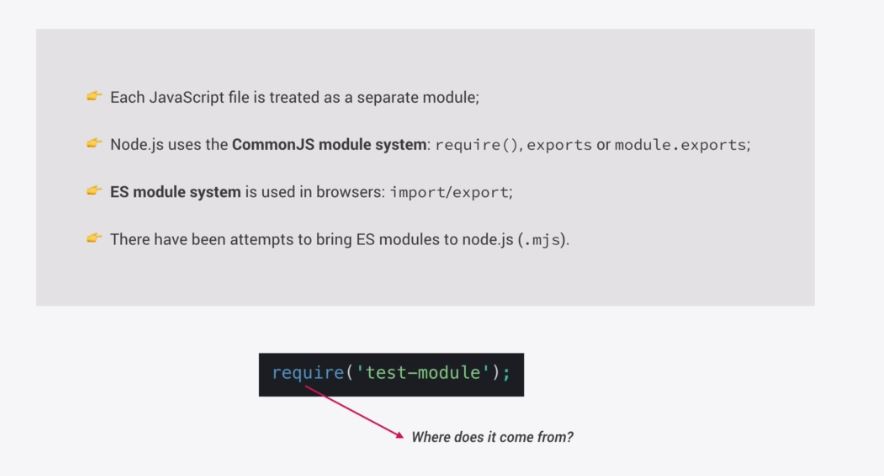 👉 Each JavaScript file is treated as a separate module;
👉 Node.js uses the CommonJS module system: require(), exports or module.exports;
👉 ES module system is used in browsers: import/export;
👉 There have been attempts to bring ES modules to node.js (.mjs).
require('test-module');
Where does it come from?